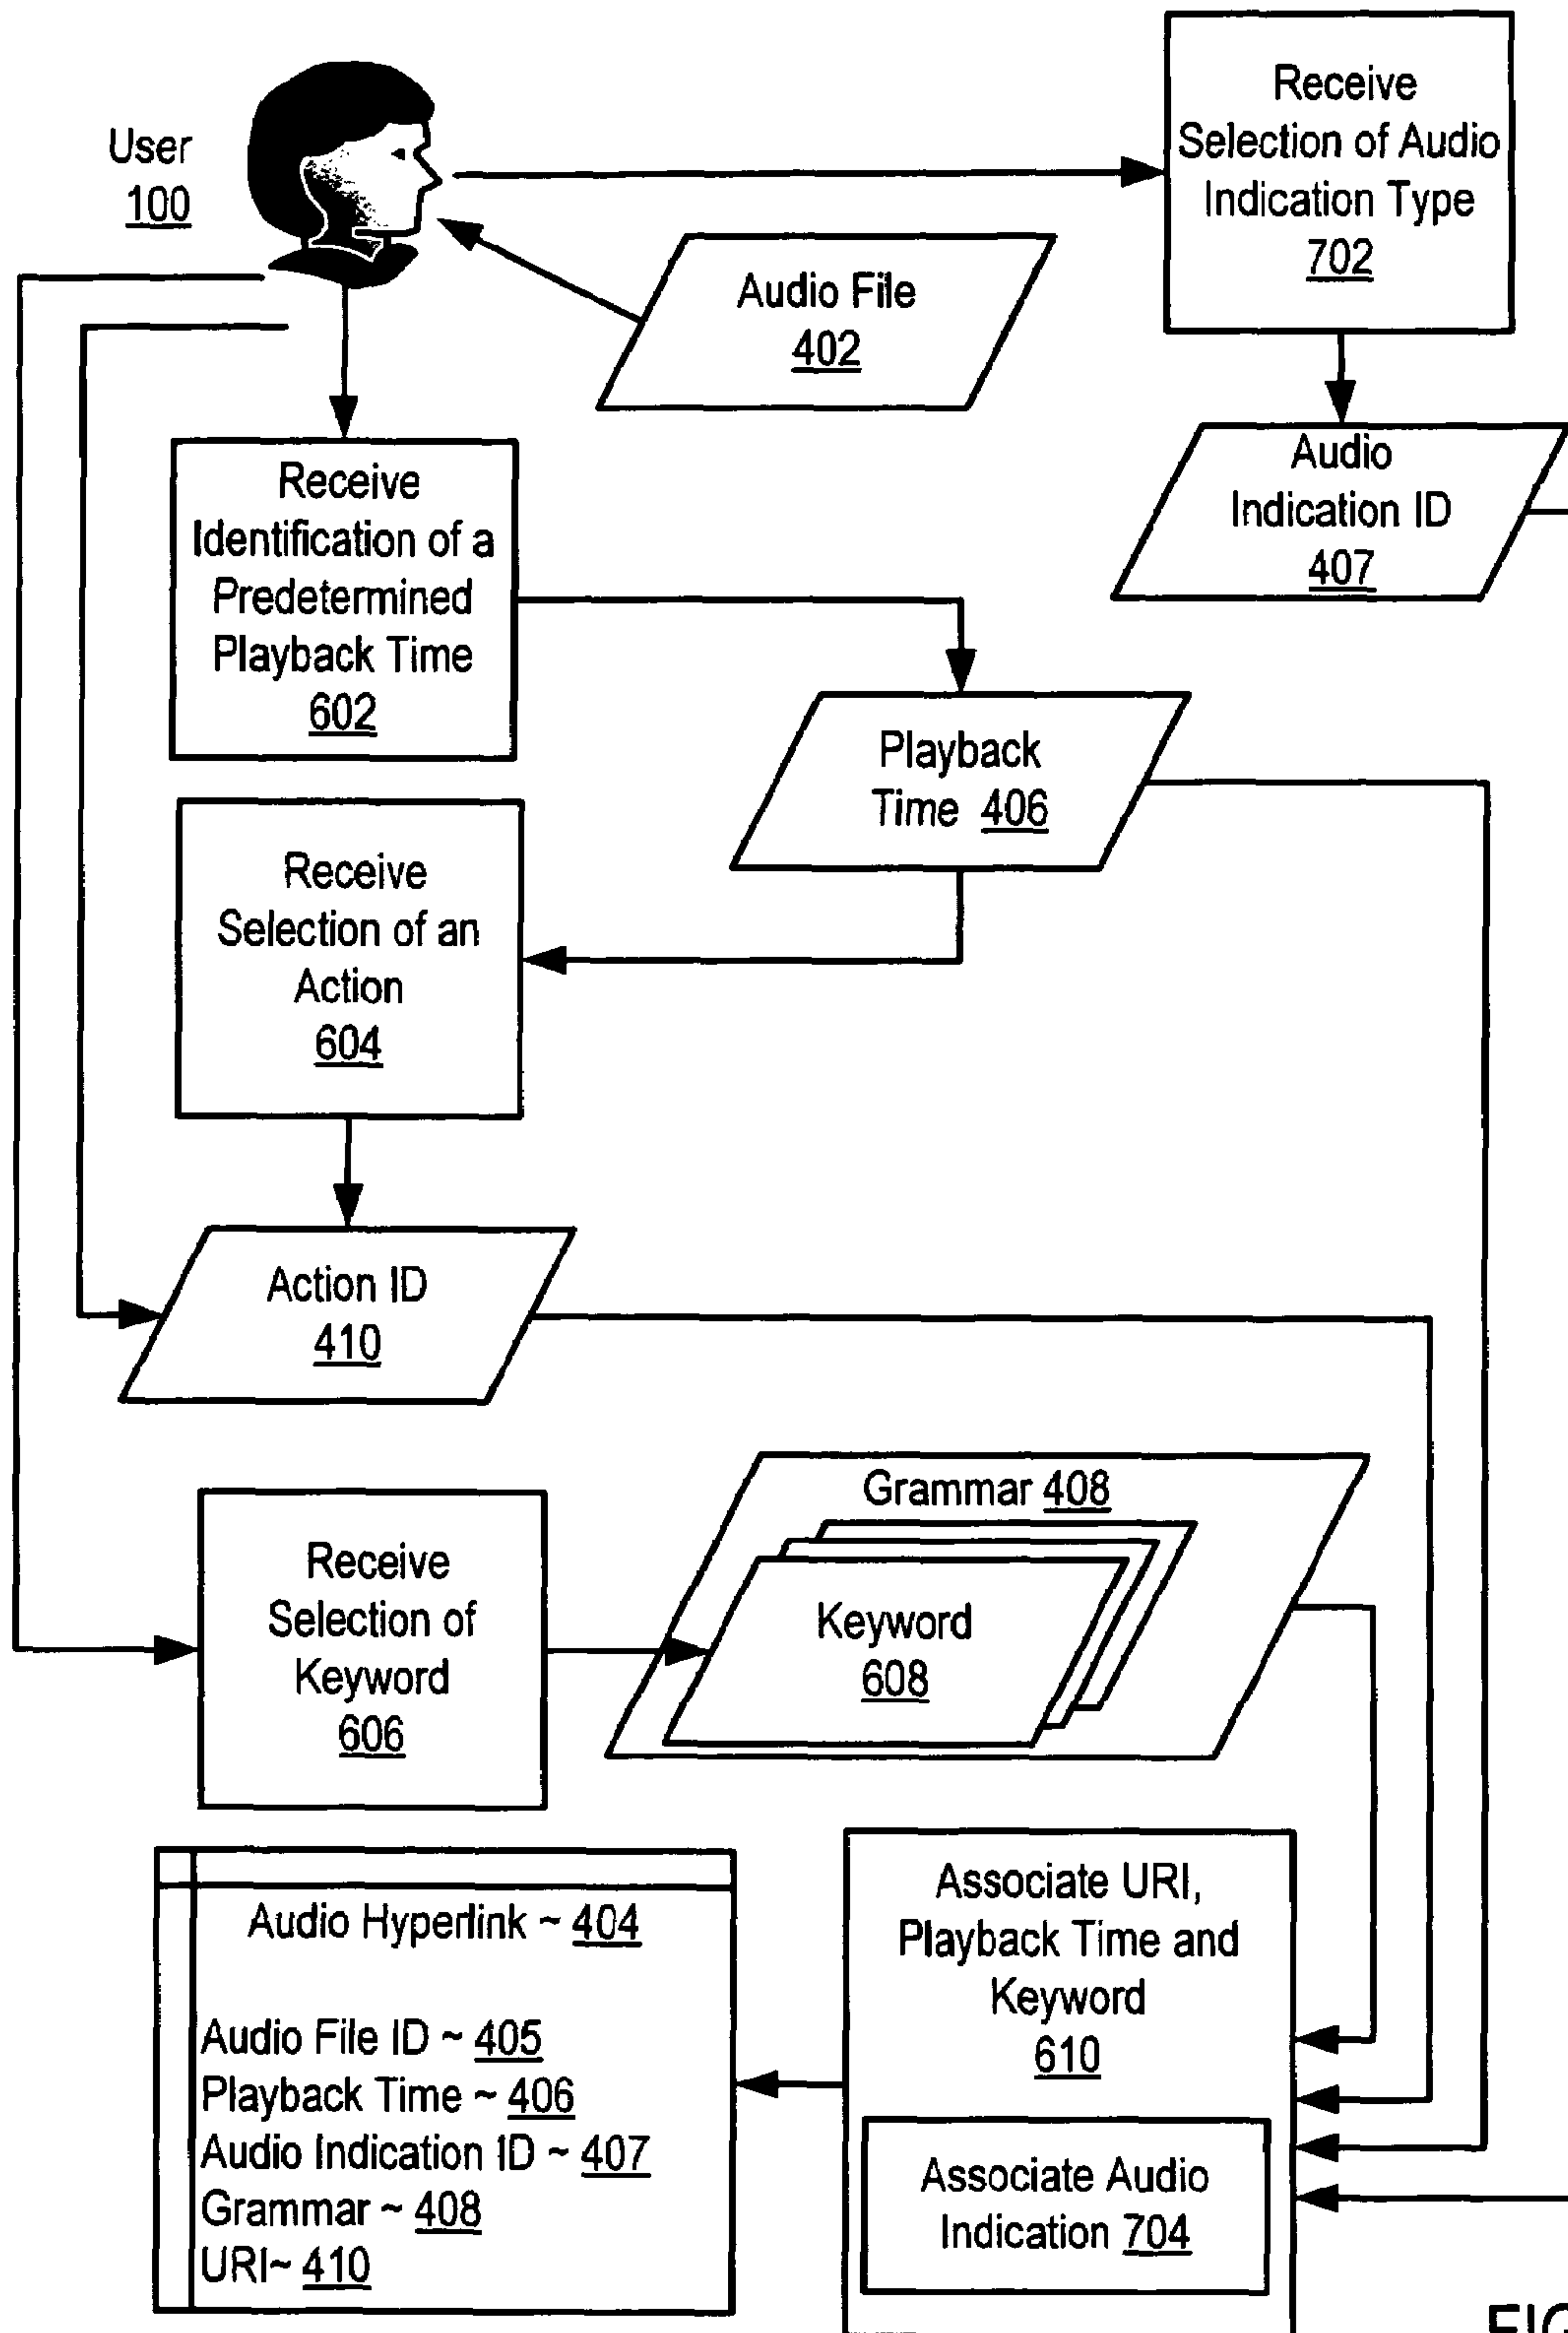 User
100
Receive
Selection of Audio
Indication Type
702
Audio File
402
Audio
Indication ID
407
Receive
Identification of a
Predetermined
Playback Time
602
Playback
Time 406
Receive
Selection of an
Action
604
Action ID
410
Grammar 408
Receive
Selection of
Keyword
606
Keyword
608
Audio Hyperlink ~ 404
Audio File ID ~ 405
Playback Time ~ 406
Audio Indication ID ~ 407
Grammar ~ 408
URI~ 410
Associate URI,
Playback Time and
Keyword
610
Associate Audio
Indication 704
FIG